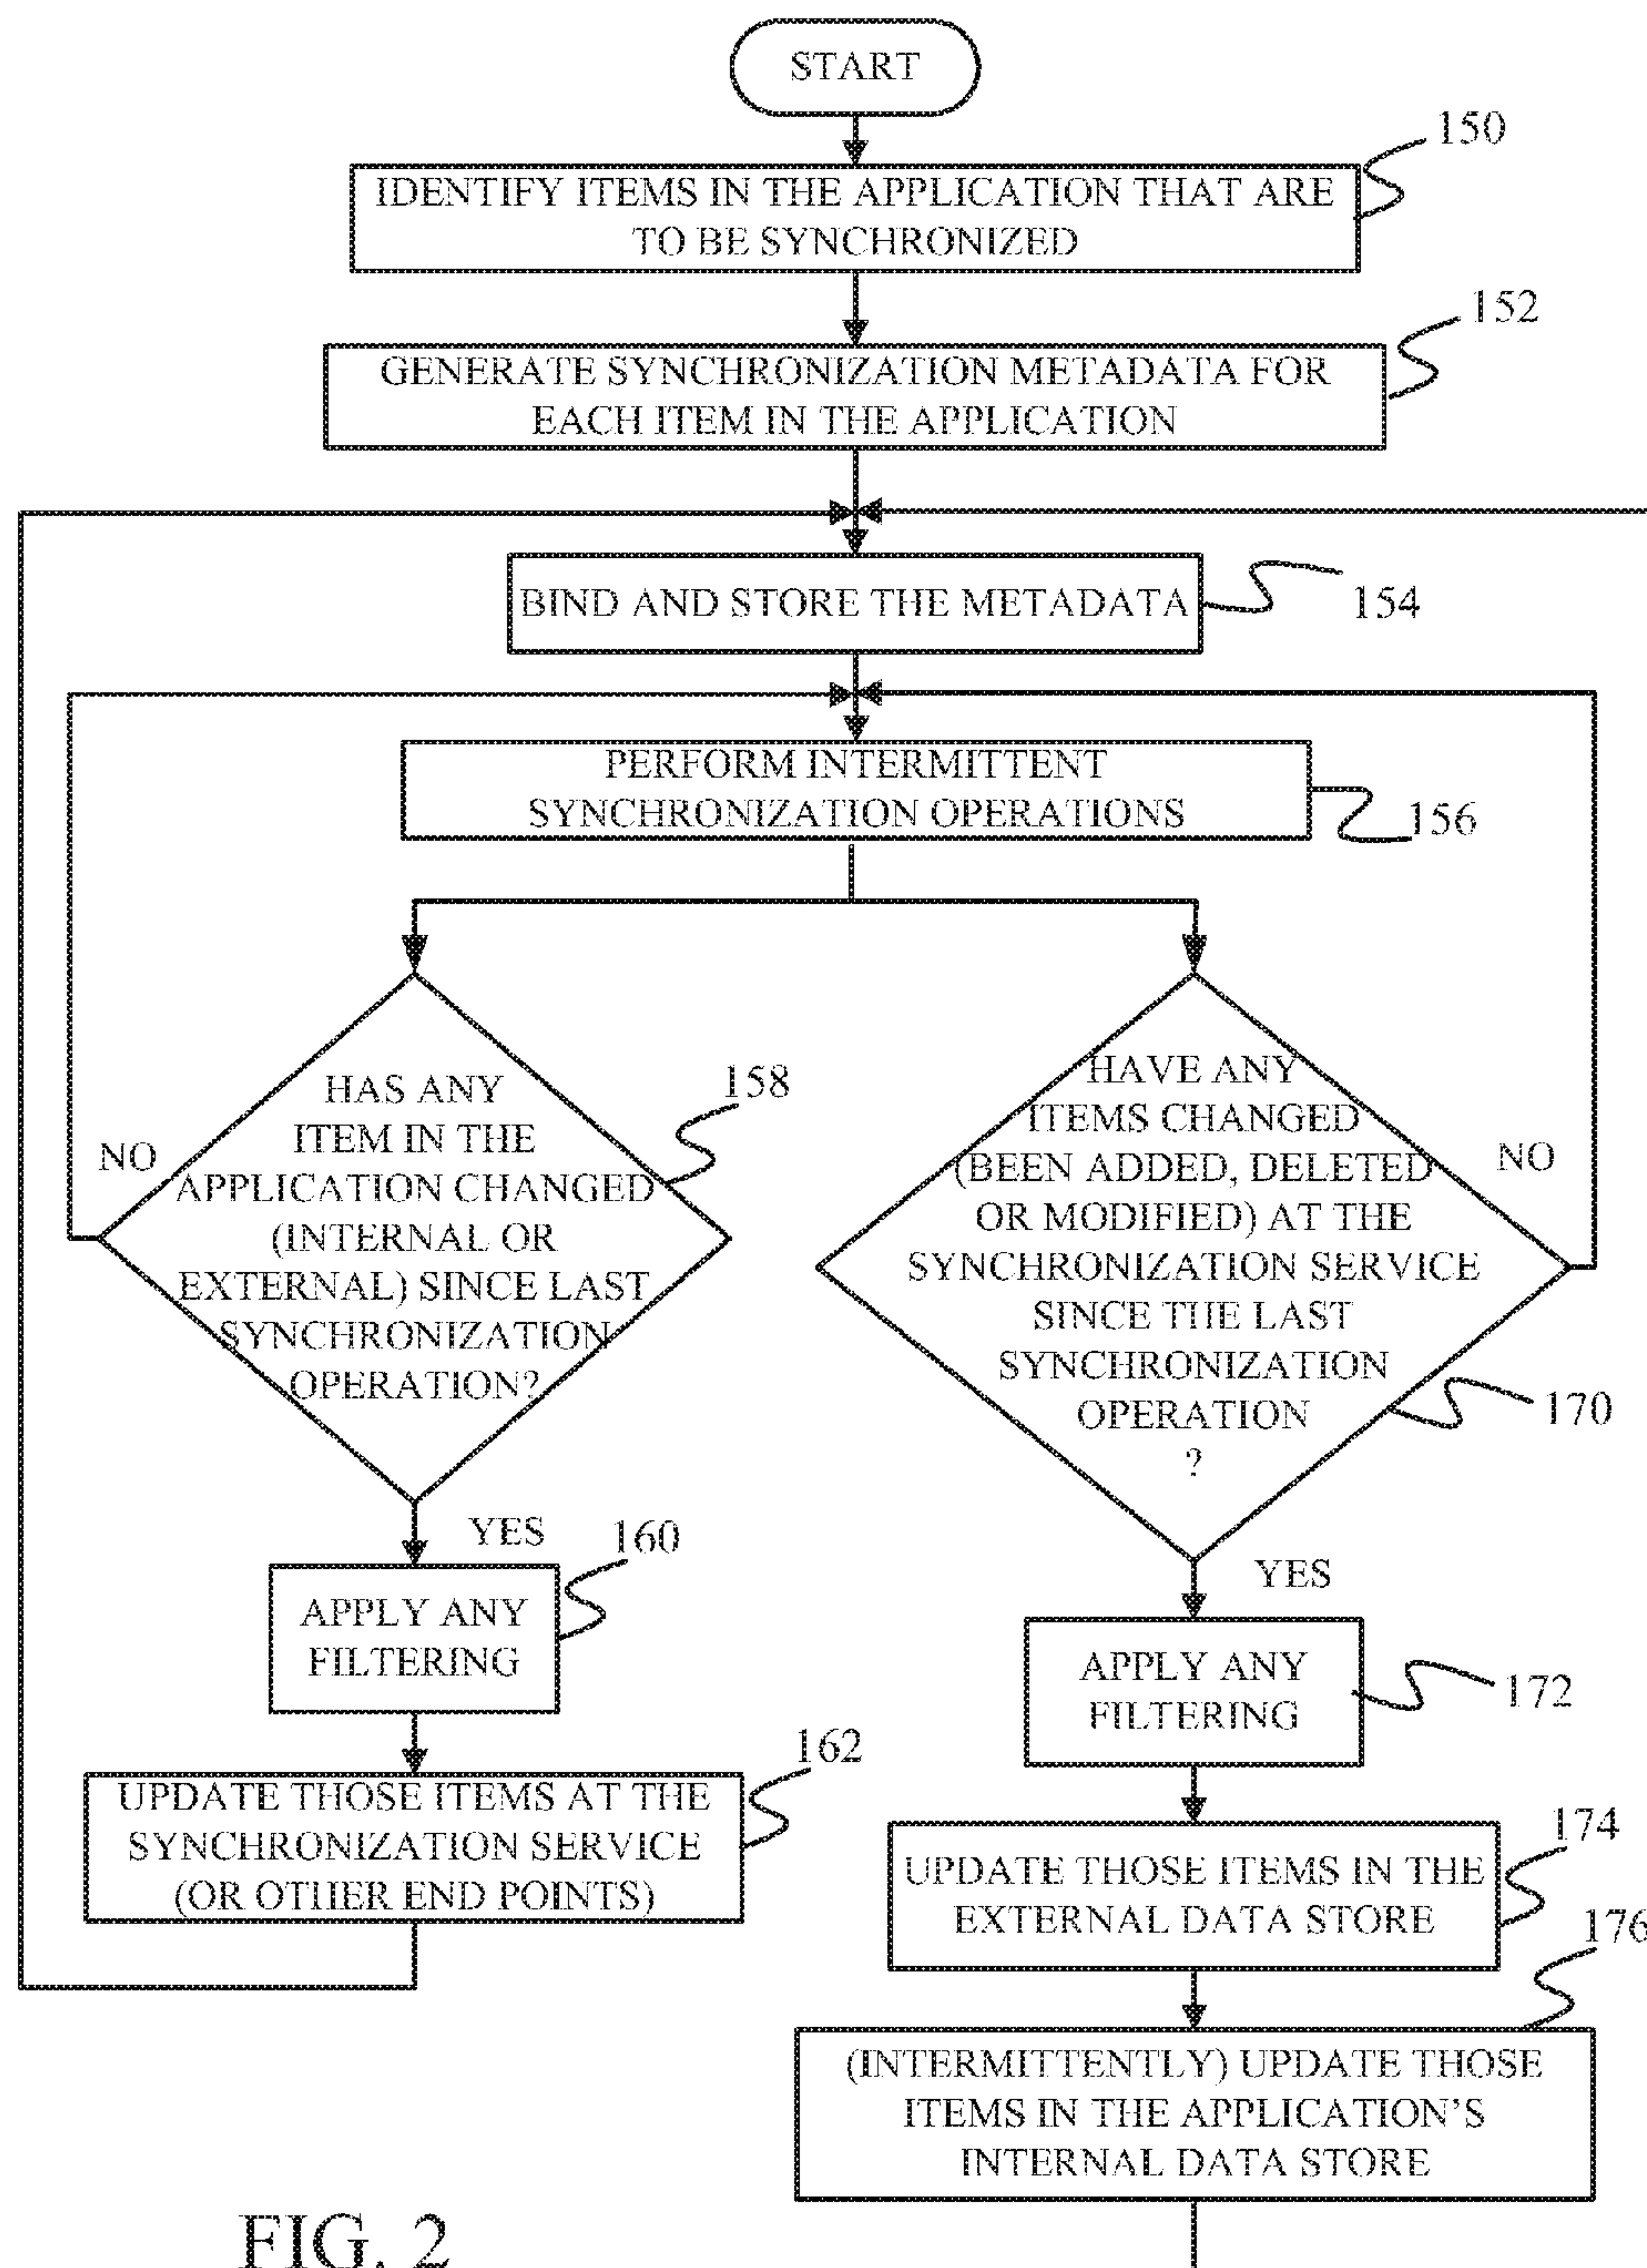 START
150
IDENTIFY ITEMS IN THE APPLICATION THAT ARE
TO BE SYNCHRONIZED
152
GENERATE SYNCHRONIZATION METADATA FOR
EACH ITEM IN THE APPLICATION
BIND AND STORE THE METADATA
154
PERFORM INTERMITTENT
SYNCHRONIZATION OPERATIONS
156
HAS ANY
ITEM IN THE
APPLICATION CHANGED
(INTERNAL OR
EXTERNAL) SINCE LAST
SYNCHRONIZATION
OPERATION?
158
NO
YES
160
APPLY ANY
FILTERING
162
UPDATE THOSE ITEMS AT THE
SYNCHRONIZATION SERVICE
(OR OTHER END POINTS)
HAVE ANY
ITEMS CHANGED
(BEEN ADDED, DELETED
OR MODIFIED) AT THE
SYNCHRONIZATION SERVICE
SINCE THE LAST
SYNCHRONIZATION
OPERATION
?
NO
170
YES
APPLY ANY
FILTERING
172
174
UPDATE THOSE ITEMS IN THE
EXTERNAL DATA STORE
176
(INTERMITTENTLY) UPDATE THOSE
ITEMS IN THE APPLICATION'S
INTERNAL DATA STORE
FIG. 2